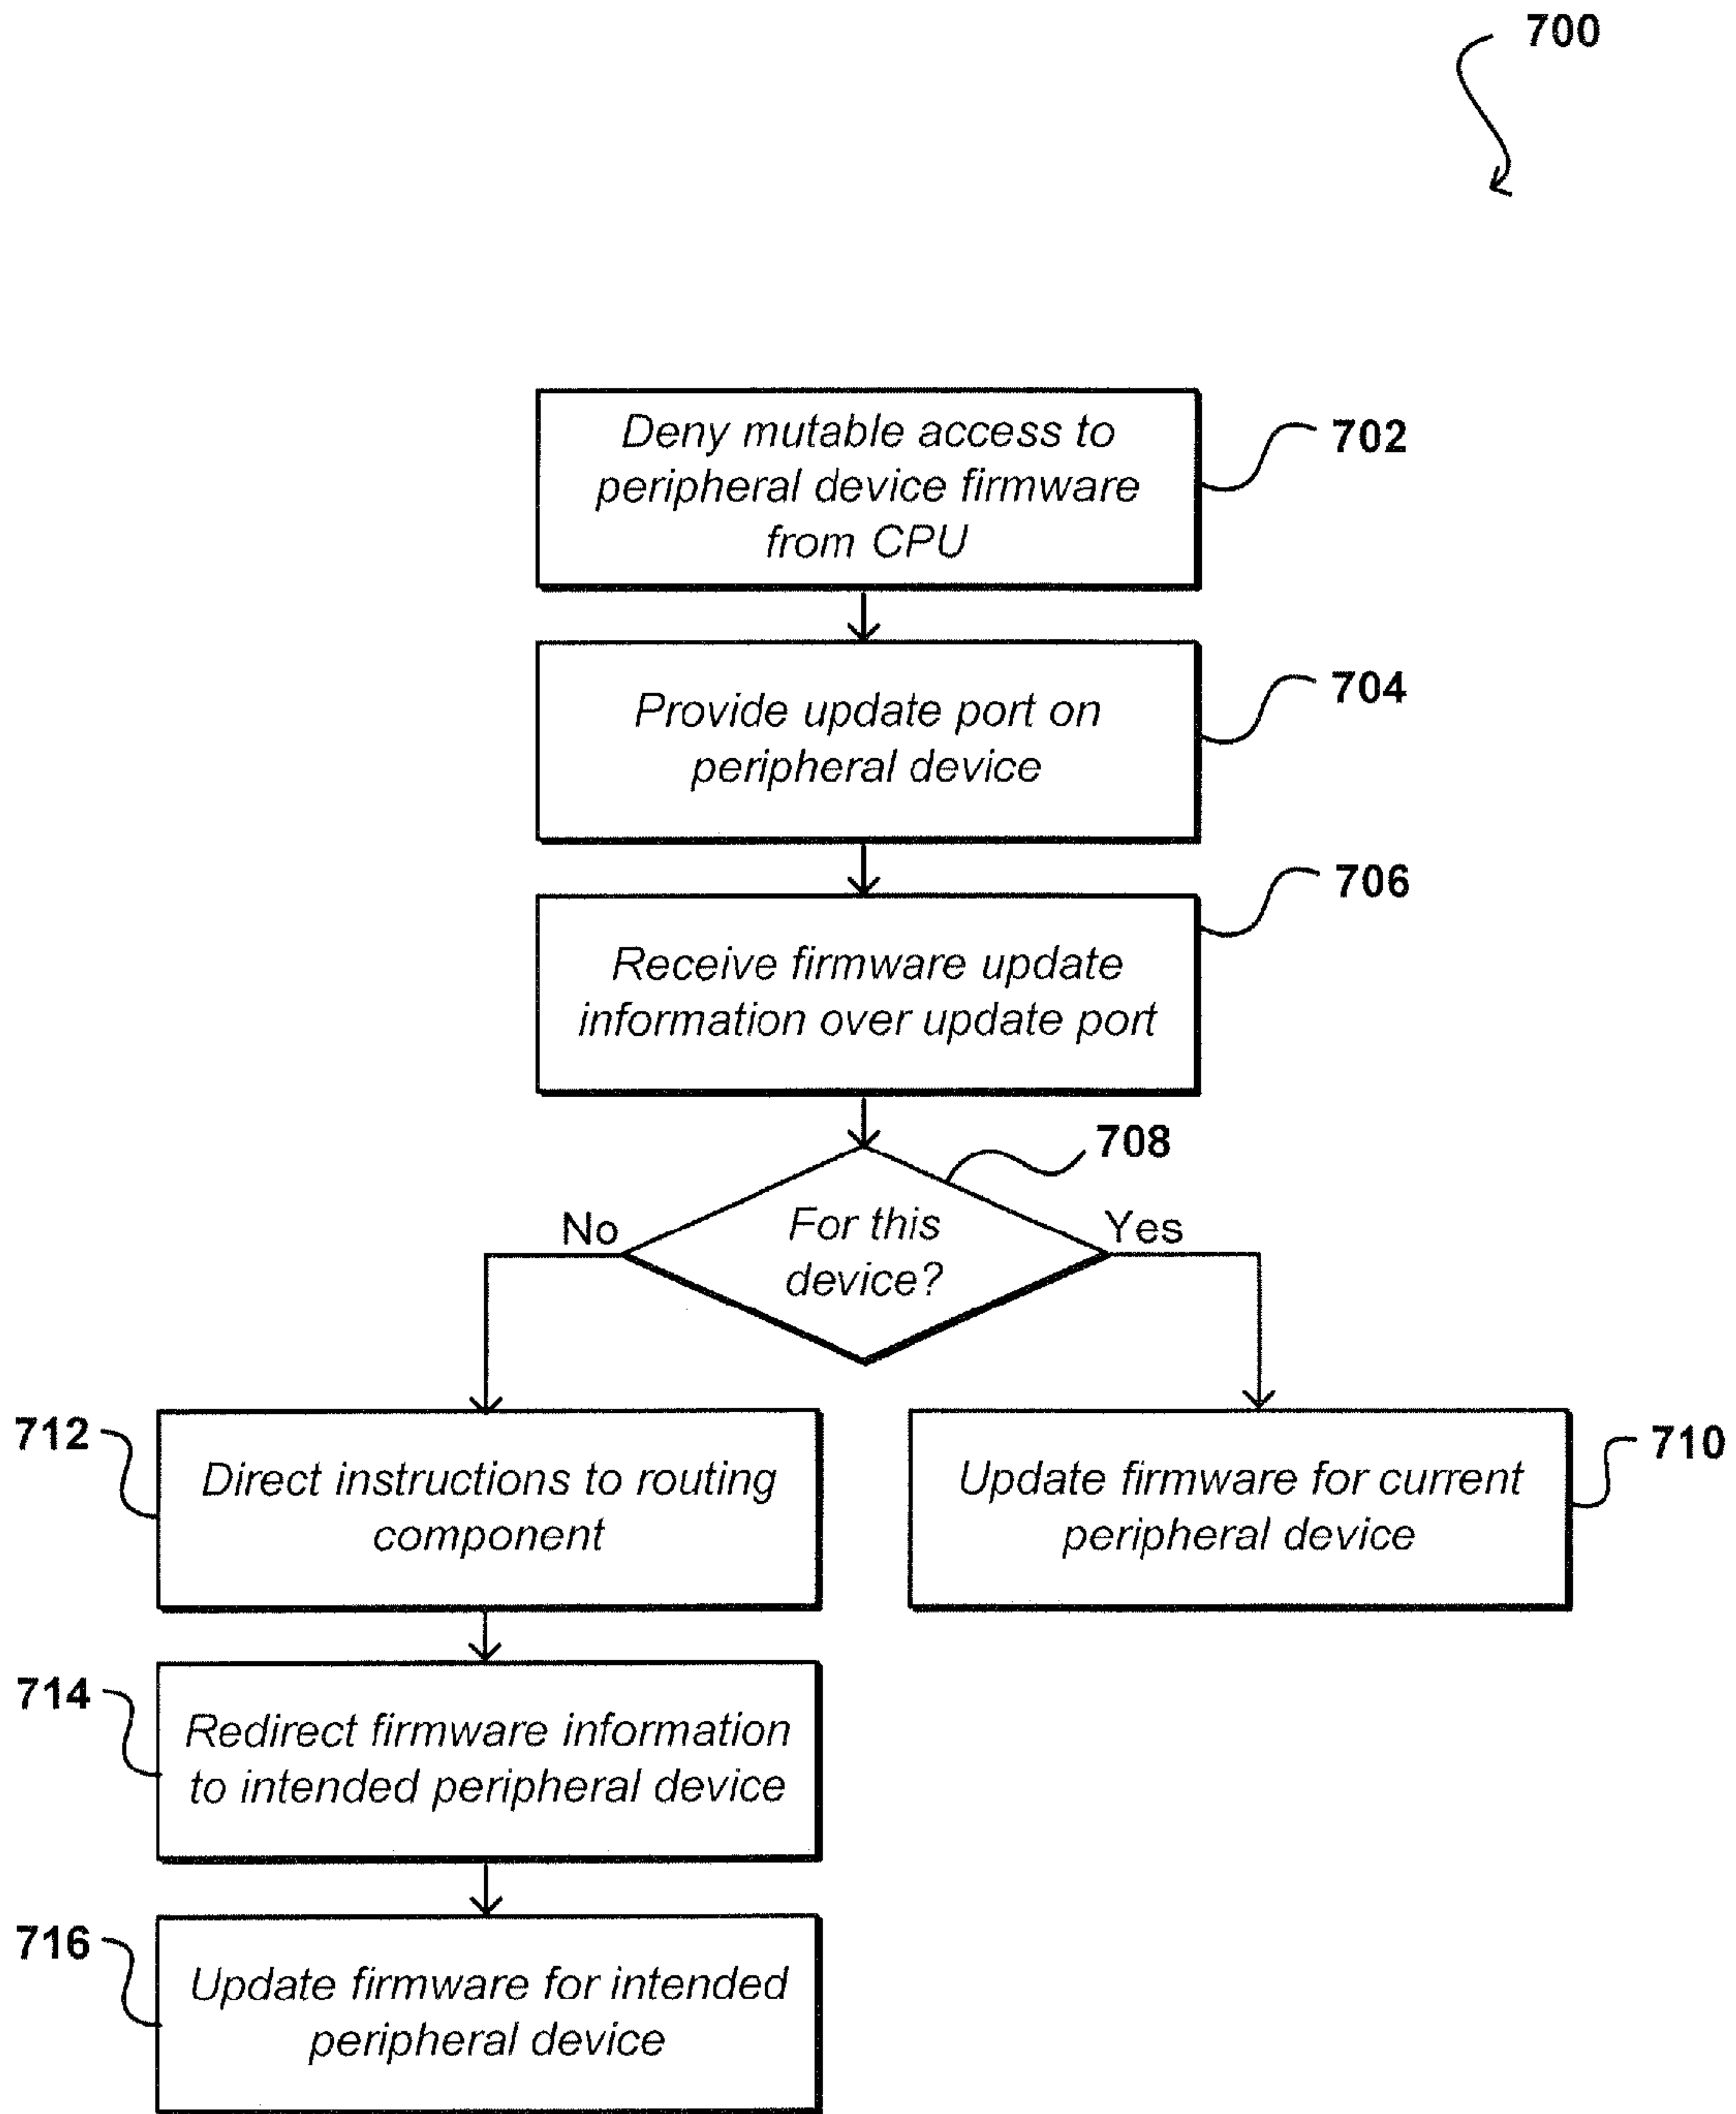 700
Deny mutable access to
peripheral device firmware
from CPU
702
Provide update port on
peripheral device
704
Receive firmware update
information over update port
706
For this
device?
708
No
Yes
Direct instructions to routing
component
712
Update firmware for current
peripheral device
710
Redirect firmware information
to intended peripheral device
714
Update firmware for intended
peripheral device
716